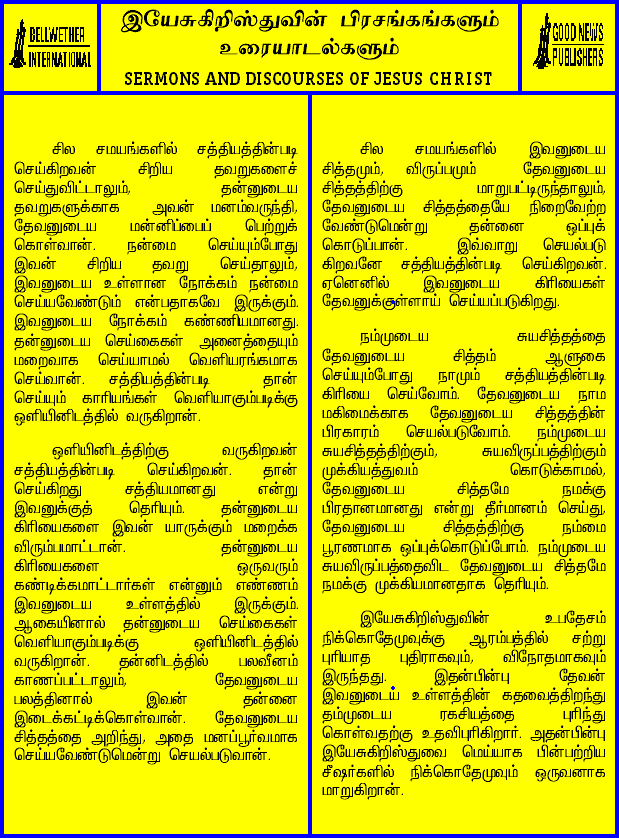 BELLWETHER
INTERNATIONAL
இயேசுகிறிஸ்துவின் பிரசங்கங்களும்
உரையாடல்களும்
SERMONS AND DISCOURSES OF JESUS CHRIST
GOOD NEWS
PUBLISHERS
சில சமயங்களில் சத்தியத்தின்படி
செய்கிறவன் சிறிய தவறுகளைச்
செய்துவிட்டாலும், தன்னுடைய
தவறுகளுக்காக அவன் மனம்வருந்தி,
தேவனுடைய மன்னிப்பைப் பெற்றுக்
கொள்வான். நன்மை செய்யும்போது
இவன் சிறிய தவறு செய்தாலும்,
இவனுடைய உள்ளான நோக்கம் நன்மை
செய்யவேண்டும் என்பதாகவே இருக்கும்.
இவனுடைய நோக்கம் கண்ணியமானது.
தன்னுடைய செய்கைகள் அனைத்தையும்
மறைவாக செய்யாமல் வெளியரங்கமாக
செய்வான். சத்தியத்தின்படி தான்
செய்யும் காரியங்கள் வெளியாகும்படிக்கு
ஒளியினிடத்தில் வருகிறான்.
ஒளியினிடத்திற்கு வருகிறவன்
சத்தியத்தின்படி செய்கிறவன். தான்
செய்கிறது சத்தியமானது என்று
இவனுக்குத் தெரியும். தன்னுடைய
கிரியைகளை இவன் யாருக்கும் மறைக்க
விரும்பமாட்டான். தன்னுடைய
கிரியைகளை ஒருவரும்
கண்டிக்கமாட்டார்கள் என்னும் எண்ணம்
இவனுடைய உள்ளத்தில் இருக்கும்.
ஆகையினால் தன்னுடைய செய்கைகள்
வெளியாகும்படிக்கு ஒளியினிடத்தில்
வருகிறான். தன்னிடத்தில் பலவீனம்
காணப்பட்டாலும், தேவனுடைய
பலத்தினால் இவன் தன்னை
இடைக்கட்டிக்கொள்வான். தேவனுடைய
சித்தத்தை அறிந்து, அதை மனப்பூர்வமாக
செய்யவேண்டுமென்று செயல்படுவான்.
சில சமயங்களில் இவனுடைய
சித்தமும், விருப்பமும் தேவனுடைய
சித்தத்திற்கு மாறுபட்டிருந்தாலும்,
தேவனுடைய சித்தத்தையே நிறைவேற்ற
வேண்டுமென்று தன்னை ஒப்புக்
கொடுப்பான். இவ்வாறு செயல்படு
கிறவனே சத்தியத்தின்படி செய்கிறவன்.
ஏனெனில் இவனுடைய கிரியைகள்
தேவனுக்குள்ளாய் செய்யப்படுகிறது.
நம்முடைய சுயசித்தத்தை
தேவனுடைய சித்தம் ஆளுகை
செய்யும்போது நாமும் சத்தியத்தின்படி
கிரியை செய்வோம். தேவனுடைய நாம
மகிமைக்காக தேவனுடைய சித்தத்தின்
பிரகாரம் செயல்படுவோம். நம்முடைய
சுயசித்தத்திற்கும், சுயவிருப்பத்திற்கும்
முக்கியத்துவம் கொடுக்காமல்,
தேவனுடைய சித்தமே நமக்கு
பிரதானமானது என்று தீர்மானம் செய்து,
தேவனுடைய சித்தத்திற்கு நம்மை
பூரணமாக ஒப்புக்கொடுப்போம். நம்முடைய
சுயவிருப்பத்தைவிட தேவனுடைய சித்தமே
நமக்கு முக்கியமானதாக தெரியும்.
இயேசுகிறிஸ்துவின் உபதேசம்
நிக்கொதேமுவுக்கு ஆரம்பத்தில் சற்று
புரியாத புதிராகவும், விநோதமாகவும்
இருந்தது. இதன்பின்பு தேவன்
இவனுடைய உள்ளத்தின் கதவைத்திறந்து
தம்முடைய ரகசியத்தை புரிந்து
கொள்வதற்கு உதவிபுரிகிறார். அதன்பின்பு
இயேசுகிறிஸ்துவை மெய்யாக பின்பற்றிய
சீஷர்களில் நிக்கொதேமுவும் ஒருவனாக
மாறுகிறான்.